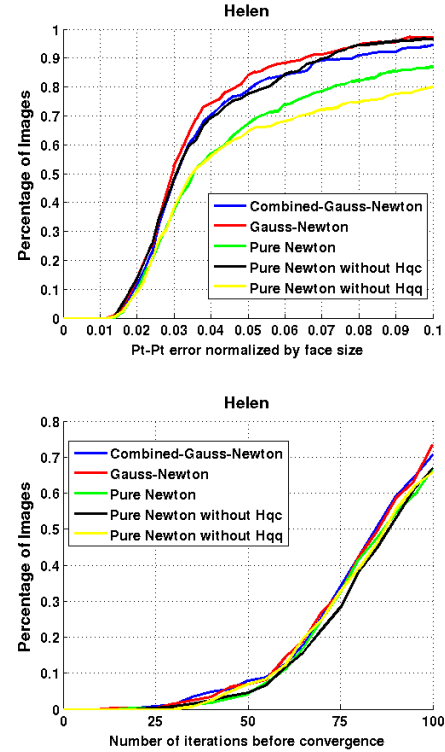 Helen
Percentage of Images
1
0.9
0.8
0.7
0.6
0.5
0.4
0.3
0.2
0.1
0
Combined-Gauss-Newton
Gauss-Newton
Pure Newton
Pure Newton without Hqc
Pure Newton without Hqq
0 0.01 0.02 0.03 0.04 0.05 0.06 0.07 0.08 0.09 0.1
Pt-Pt error normalized by face size
Helen
Percentage of Images
0.8
0.7
0.6
0.5
0.4
0.3
0.2
0.1
0
Combined-Gauss-Newton
Gauss-Newton
Pure Newton
Pure Newton without Hqc
Pure Newton without Hqq
0 25 50 75 100
Number of iterations before convergence